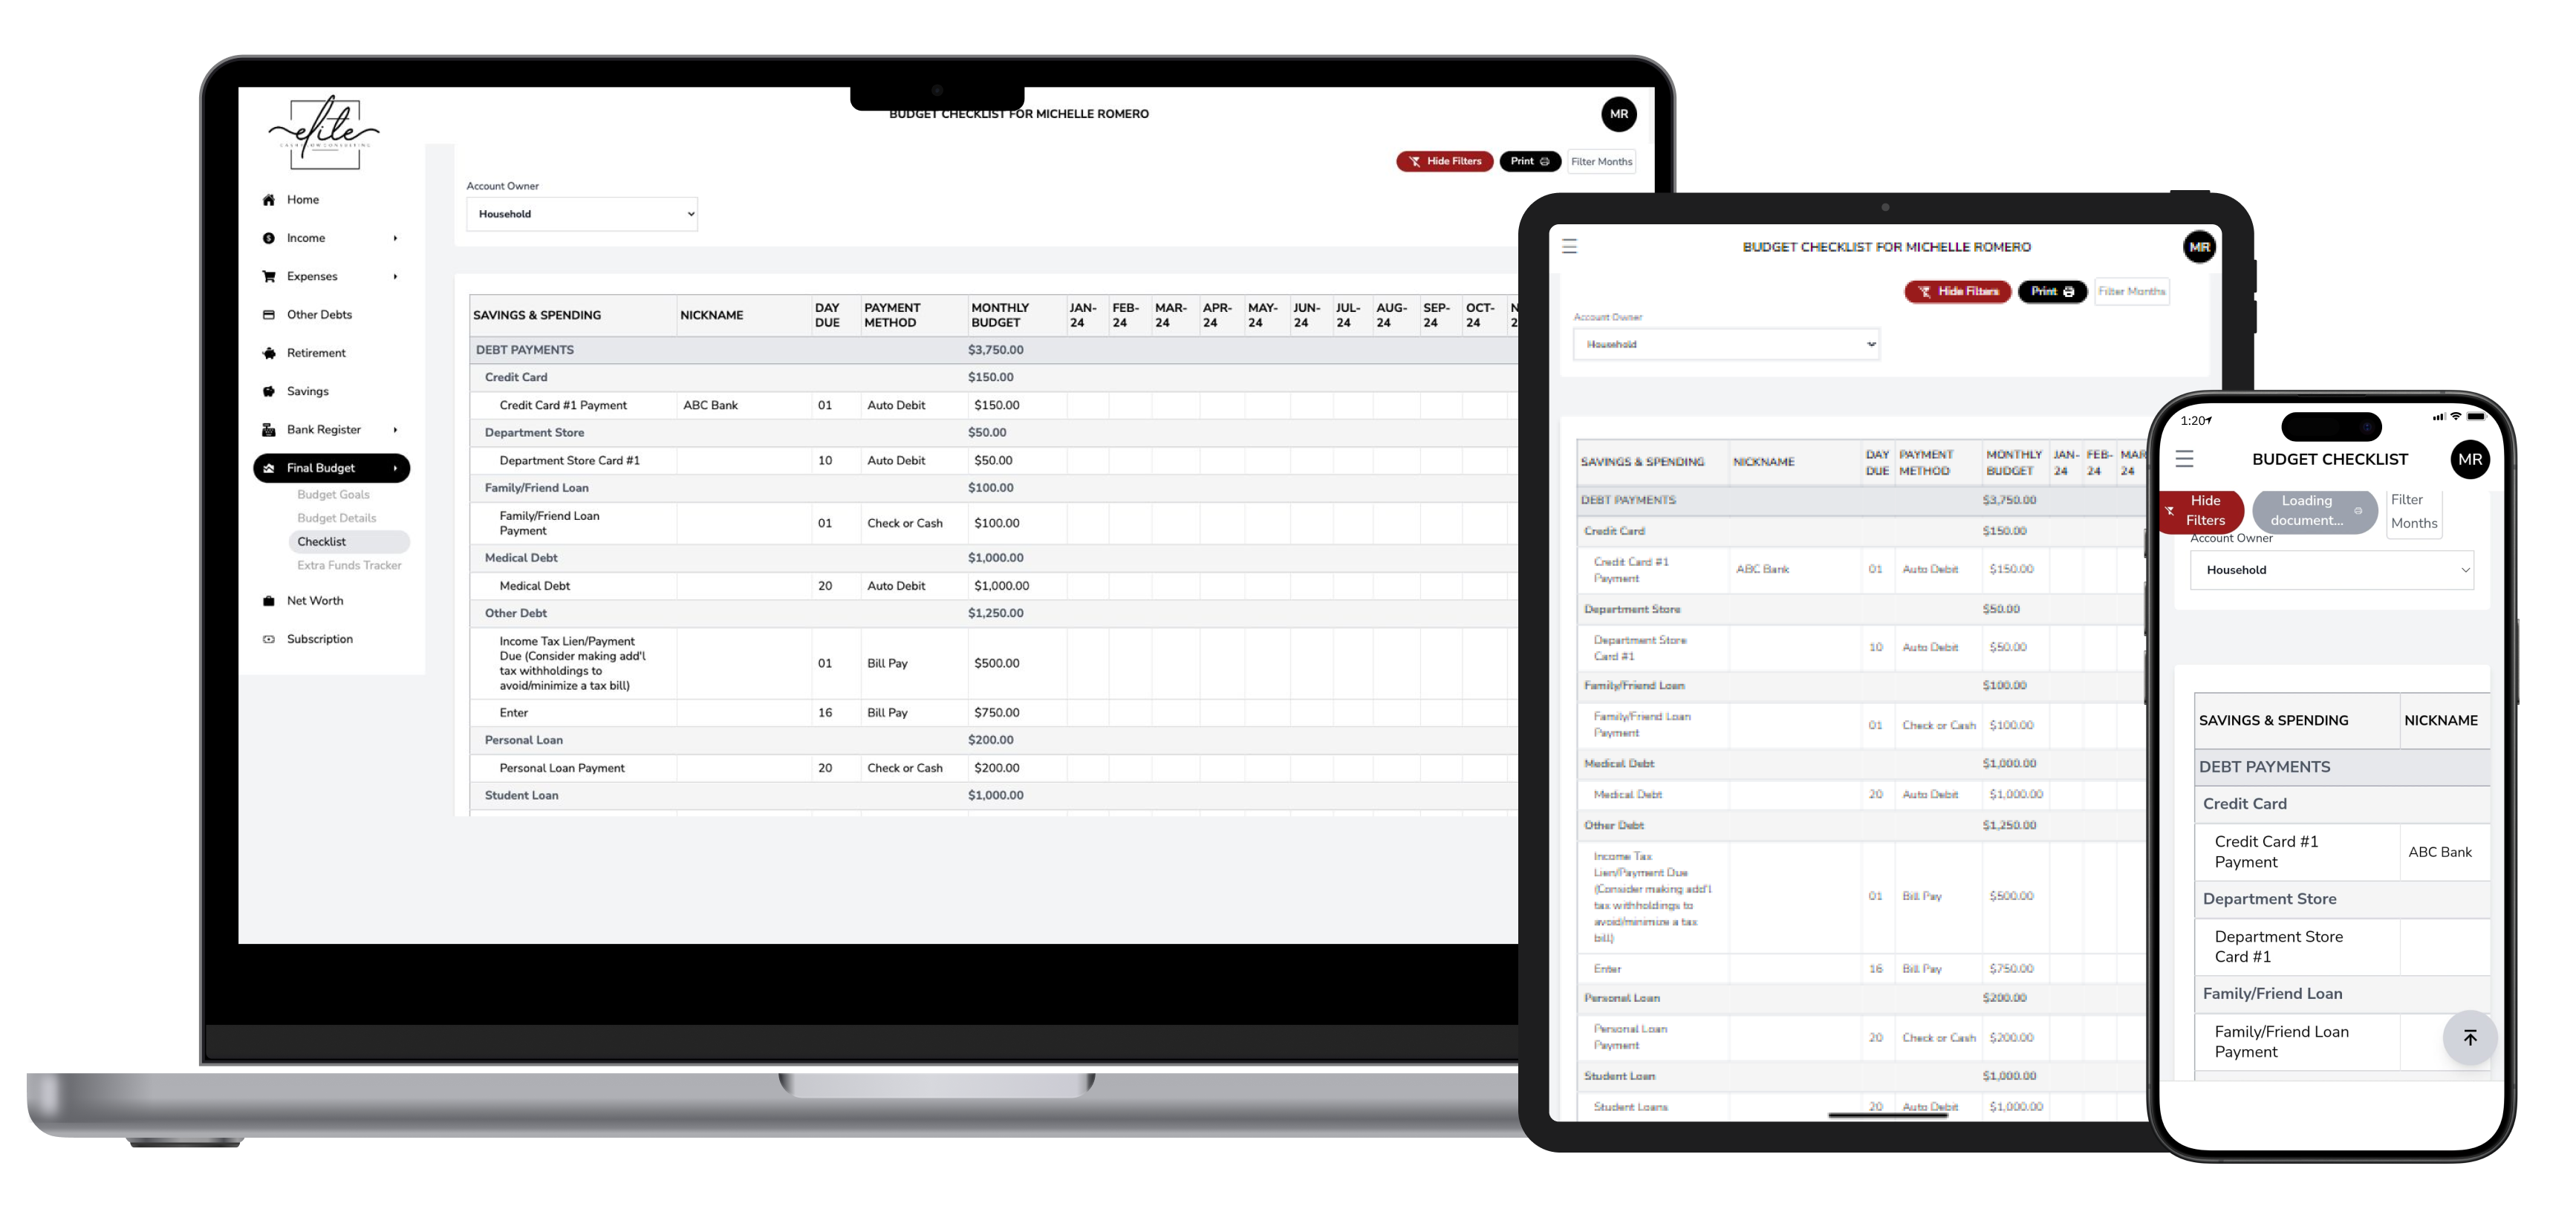 elite
CASHFLOW CONSULTING
BUDGET CHECKLIST FOR MICHELLE ROMERO
MR
Hide Filters
Print
Filter Months
Account Owner
Household
Home
Income
Expenses
Other Debts
Retirement
Savings
Bank Register
Final Budget
Budget Goals
Budget Details
Checklist
Extra Funds Tracker
Net Worth
Subscription
SAVINGS & SPENDING NICKNAME DAY DUE PAYMENT METHOD MONTHLY BUDGET JAN-24 FEB-24 MAR-24 APR-24 MAY-24 JUN-24 JUL-24 AUG-24 SEP-24 OCT-24 N 2
DEBT PAYMENTS $3,750.00
Credit Card $150.00
Credit Card #1 Payment ABC Bank 01 Auto Debit $150.00
Department Store $50.00
Department Store Card #1 10 Auto Debit $50.00
Family/Friend Loan $100.00
Family/Friend Loan
Payment 01 Check or Cash $100.00
Medical Debt $1,000.00
Medical Debt 20 Auto Debit $1,000.00
Other Debt $1,250.00
Income Tax Lien/Payment
Due (Consider making add'l
tax withholdings to
avoid/minimize a tax bill) 01 Bill Pay $500.00
Enter 16 Bill Pay $750.00
Personal Loan $200.00
Personal Loan Payment 20 Check or Cash $200.00
Student Loan $1,000.00
BUDGET CHECKLIST FOR MICHELLE ROMERO
MR
Hide Filters
Print
Filter Months
Account Owner
Household
SAVINGS & SPENDING NICKNAME DAY DUE PAYMENT METHOD MONTHLY BUDGET JAN-24 FEB-24 MAR 24
DEBT PAYMENTS $3,750.00
Credit Card $150.00
Credit Card #1
Payment ABC Bank 01 Auto Debit $150.00
Department Store $50.00
Department Store
Card #1 10 Auto Debit $50.00
Family/Friend Loan $100.00
Family/Friend Loan
Payment 01 Check or Cash $100.00
Medical Debt $1,000.00
Medical Debt 20 Auto Debit $1,000.00
Other Debt $1,250.00
Income Tax
Lien/Payment Due
(Consider making add'l
tax withholdings to
avoid/minimize a tax
bill) 01 Bill Pay $500.00
Enter 16 Bill Pay $750.00
Personal Loan $200.00
Personal Loan
Payment 20 Check or Cash $200.00
Student Loan $1,000.00
Student Loans 20 Auto Debit $1,000.00
1:20
BUDGET CHECKLIST
MR
Hide
Filters
Loading
document...
Filter
Months
Account Owner
Household
SAVINGS & SPENDING NICKNAME
DEBT PAYMENTS
Credit Card
Credit Card #1
Payment ABC Bank
Department Store
Department Store
Card #1
Family/Friend Loan
Family/Friend Loan
Payment